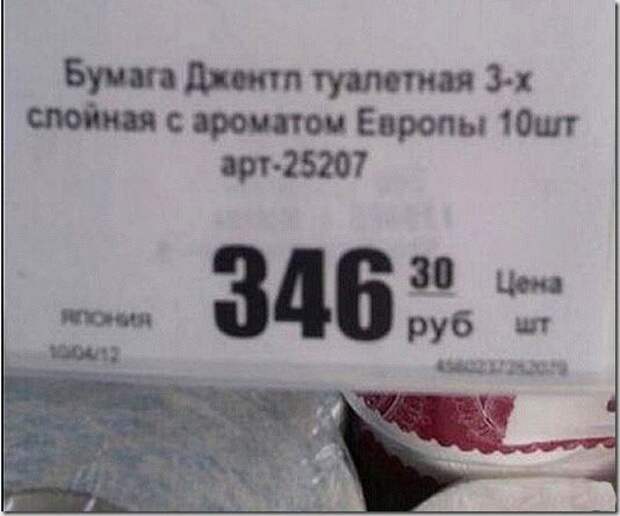 Бумага Джентл туалетная 3-х
слойная с ароматом Европы 10шт
арт-25207
346 30 руб
Цена шт
ЯПОНИЯ
10/04/12